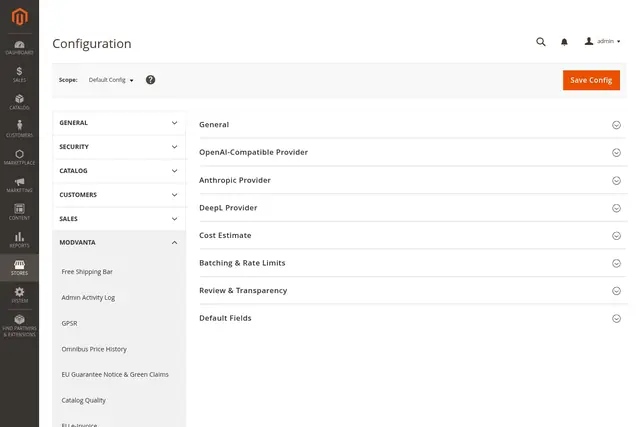 Configuration
admin
Scope:
Default Config
?
Save Config
DASHBOARD
SALES
CATALOG
CUSTOMERS
MARKETPLACE
MARKETING
CONTENT
REPORTS
STORES
SYSTEM
FIND PARTNERS
& EXTENSIONS
GENERAL
SECURITY
CATALOG
CUSTOMERS
SALES
MODVANTA
Free Shipping Bar
Admin Activity Log
GPSR
Omnibus Price History
EU Guarantee Notice & Green Claims
Catalog Quality
EU e-Invoice
General
OpenAI-Compatible Provider
Anthropic Provider
DeepL Provider
Cost Estimate
Batching & Rate Limits
Review & Transparency
Default Fields